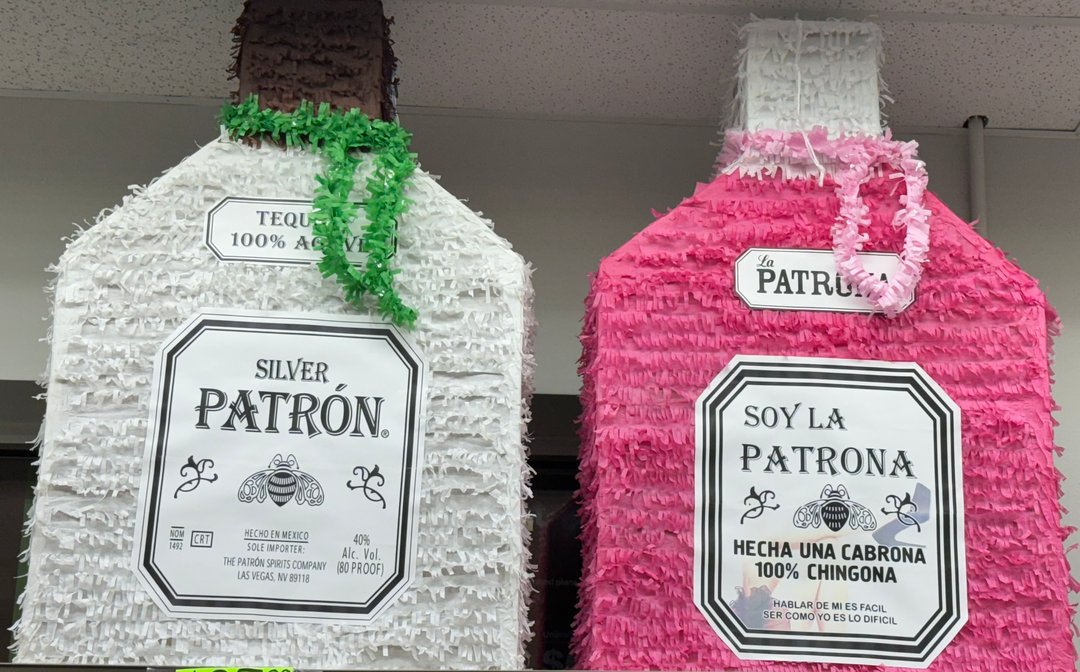 TEQU
100% AGAVE
SILVER
PATRÓN®
NOM
1492
CRT
HECHO EN MEXICO
SOLE IMPORTER:
THE PATRÓN SPIRITS COMPANY
LAS VEGAS, NV 89118
40%
Alc. Vol.
(80 PROOF)
La
PATRONA
SOY LA
PATRONA
HECHA UNA CABRONA
100% CHINGONA
HABLAR DE MI ES FACIL
SER COMO YO ES LO DIFICIL